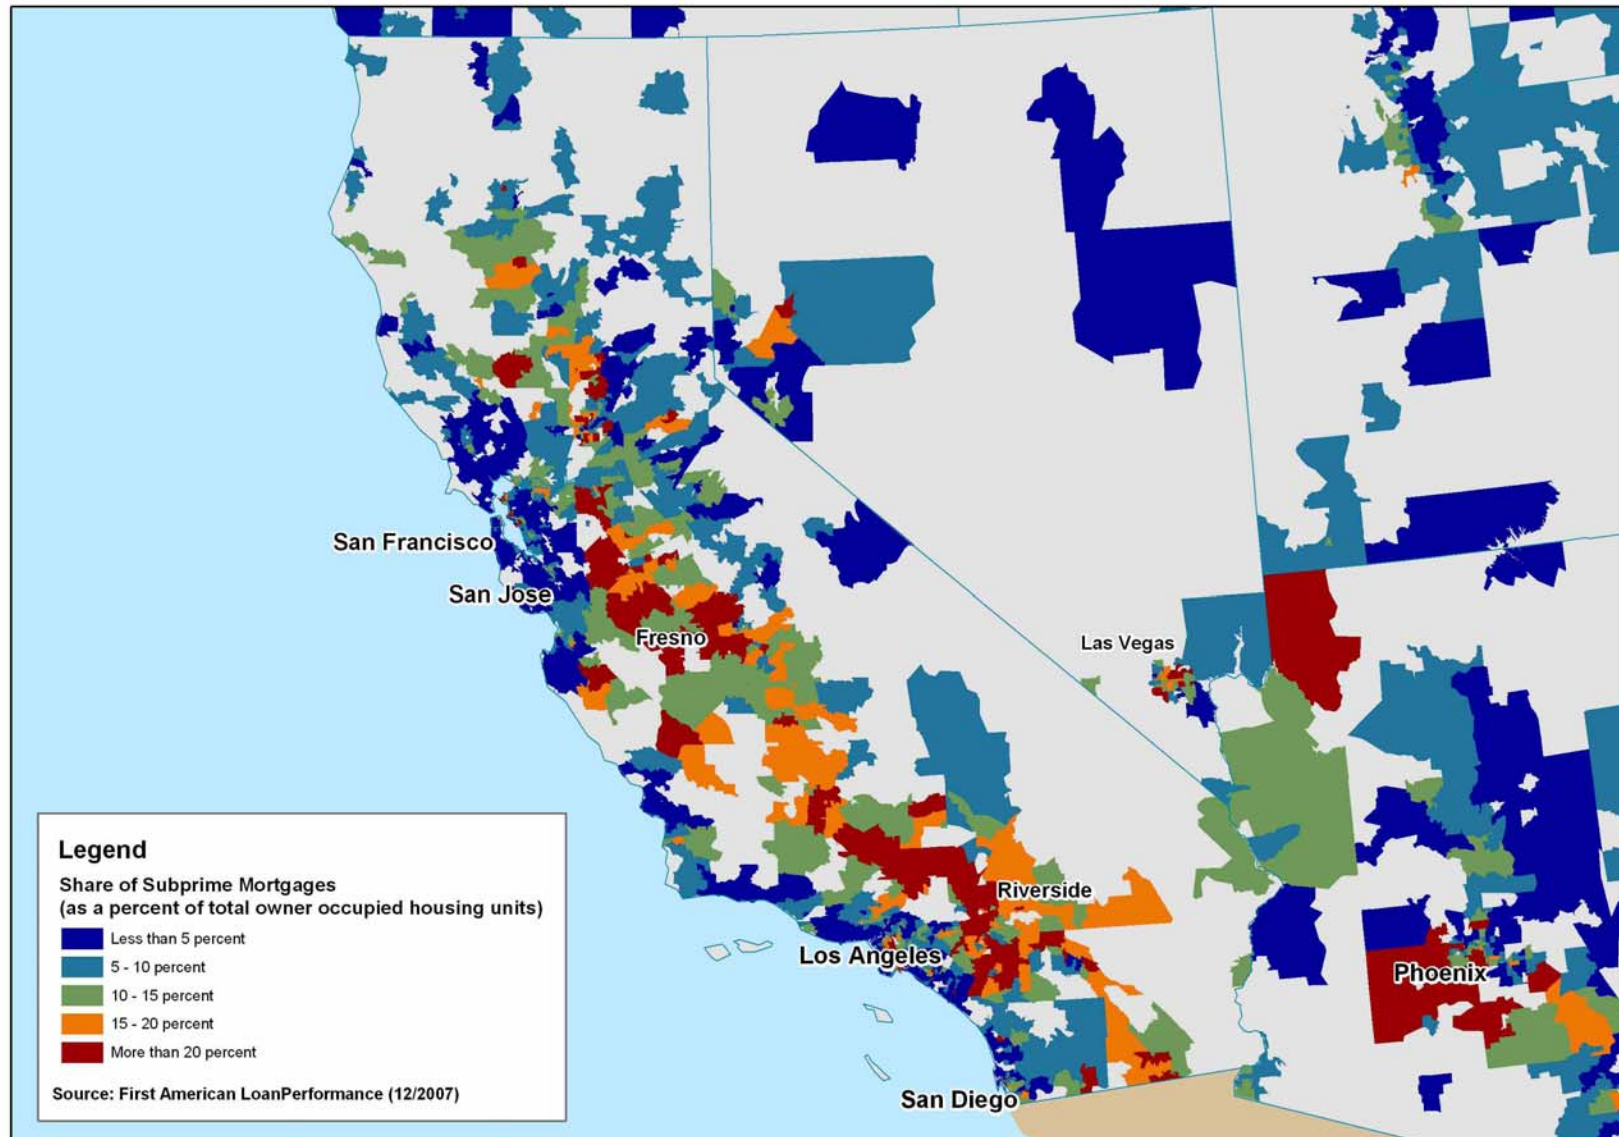 San Francisco
San Jose
Fresno
Las Vegas
Riverside
Los Angeles
Phoenix
San Diego
Legend
Share of Subprime Mortgages
(as a percent of total owner occupied housing units)
Less than 5 percent
5 - 10 percent
10 - 15 percent
15 - 20 percent
More than 20 percent
Source: First American LoanPerformance (12/2007)